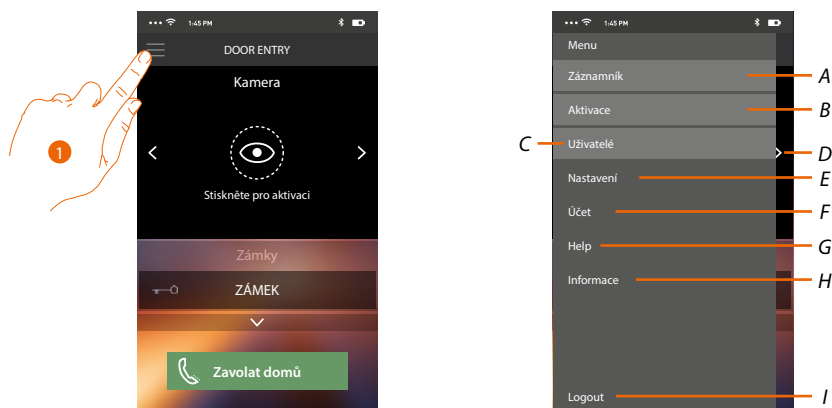 1:45 PM
DOOR ENTRY
Kamera
Stiskněte pro aktivaci
Zámky
ZÁMEK
Zavolat domů
1
1:45 PM
Menu
Záznamník
A
Aktivace
B
C
Uživatelé
D
Nastavení
E
Účet
F
Help
G
Informace
H
Logout
I